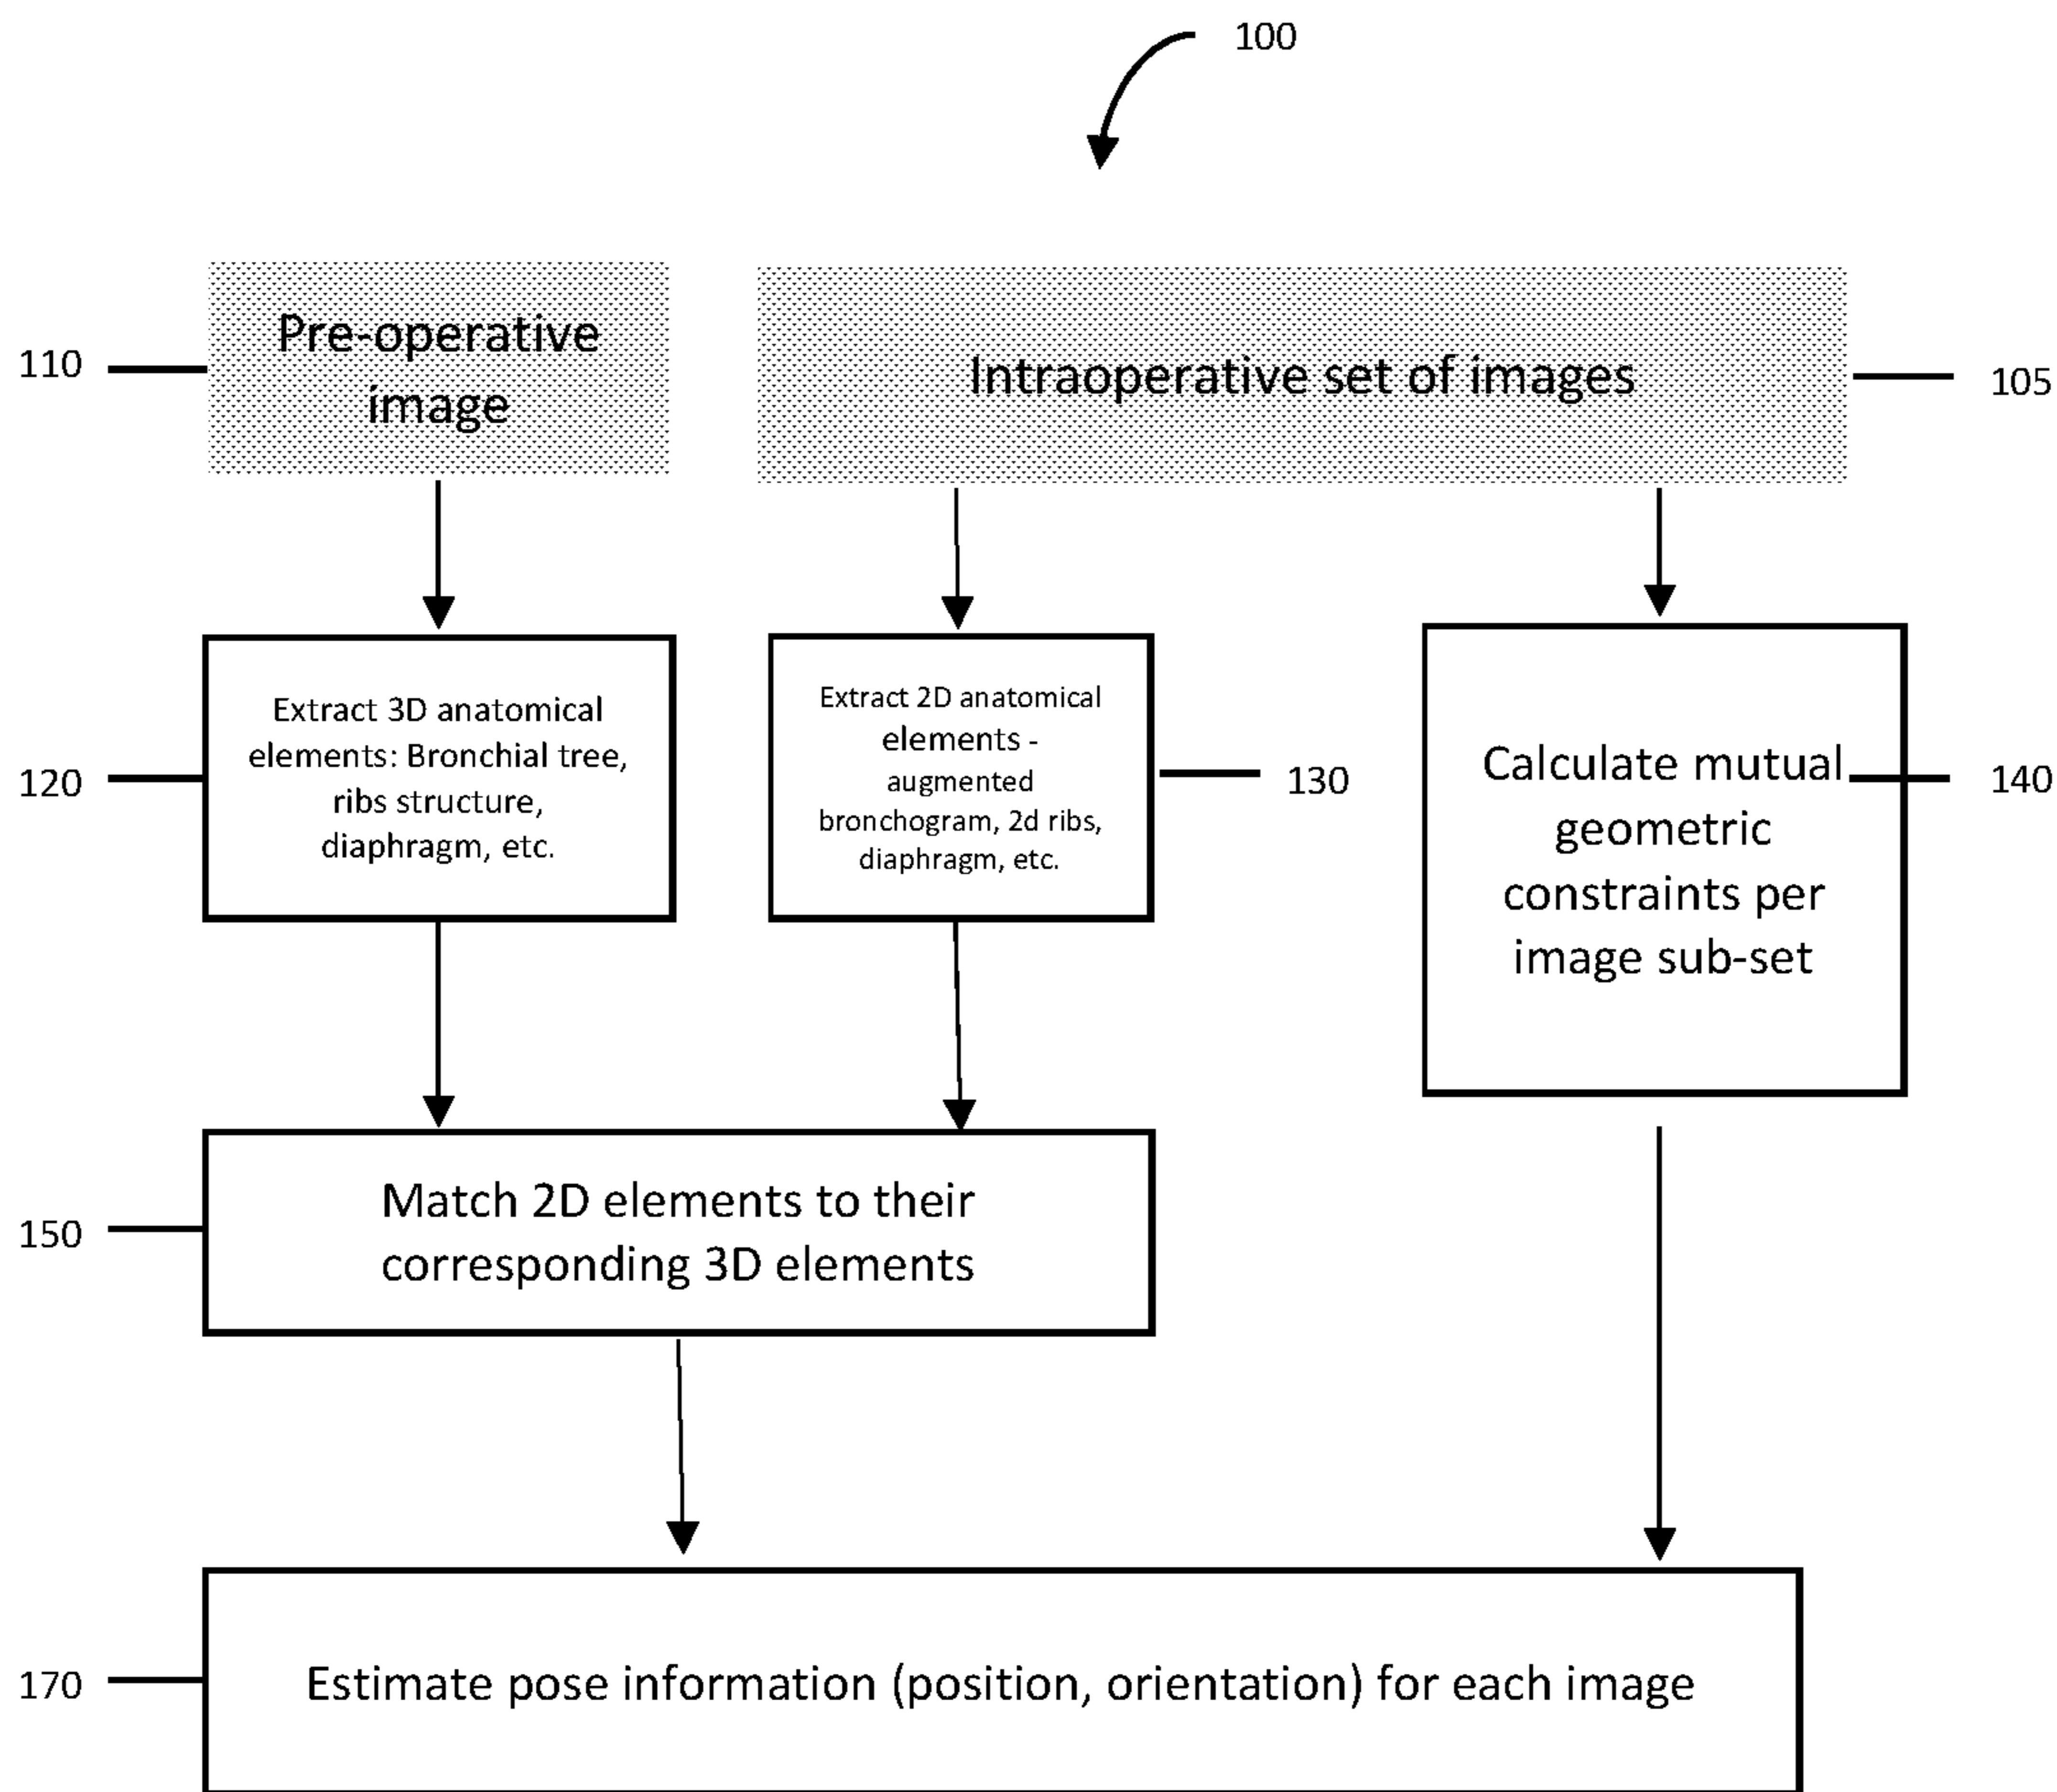 100
Pre-operative
image
110
Intraoperative set of images
105
Extract 3D anatomical
elements: Bronchial tree,
ribs structure,
diaphragm, etc.
120
Extract 2D anatomical
elements -
augmented
bronchogram, 2d ribs,
diaphragm, etc.
130
Calculate mutual
geometric
constraints per
image sub-set
140
Match 2D elements to their
corresponding 3D elements
150
Estimate pose information (position, orientation) for each image
170